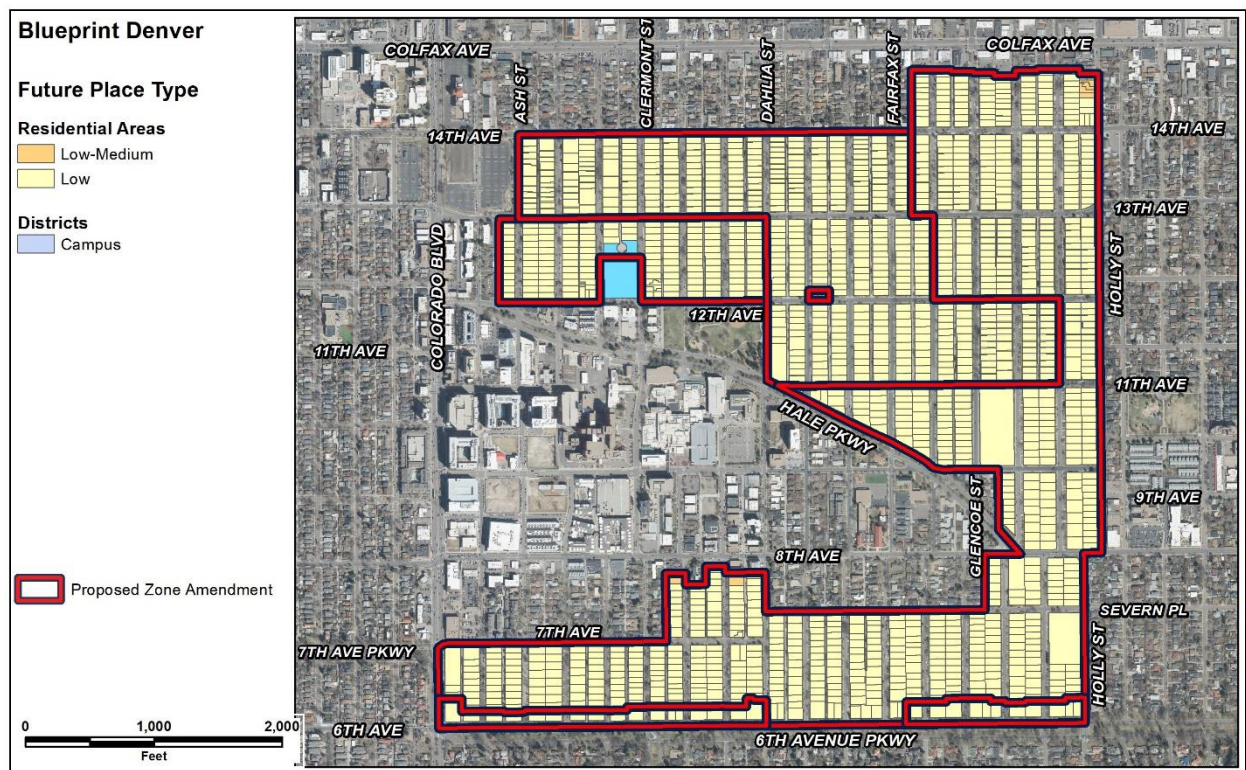 Blueprint Denver
Future Place Type
Residential Areas
Low-Medium
Low
Districts
Campus
Proposed Zone Amendment
0 1,000 2,000
Feet
COLFAX AVE
COLFAX AVE
ASH ST
CLERMONT ST
DAHLIA ST
FAIRFAX ST
14TH AVE
14TH AVE
13TH AVE
COLORADO BLVD
HOLLY ST
12TH AVE
11TH AVE
11TH AVE
HALE PKWY
GLENCOE ST
9TH AVE
8TH AVE
SEVERN PL
7TH AVE
7TH AVE PKWY
HOLLY ST
6TH AVE
6TH AVENUE PKWY